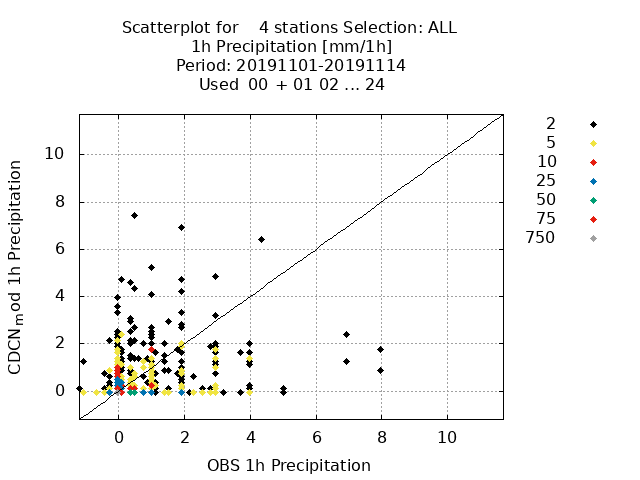 Scatterplot for    4 stations Selection: ALL
1h Precipitation [mm/1h]
Period: 20191101-20191114
Used  00 + 01 02 ... 24
2
5
10
25
50
75
750
CDCNmod 1h Precipitation
10
8
6
4
2
0
0 2 4 6 8 10
OBS 1h Precipitation